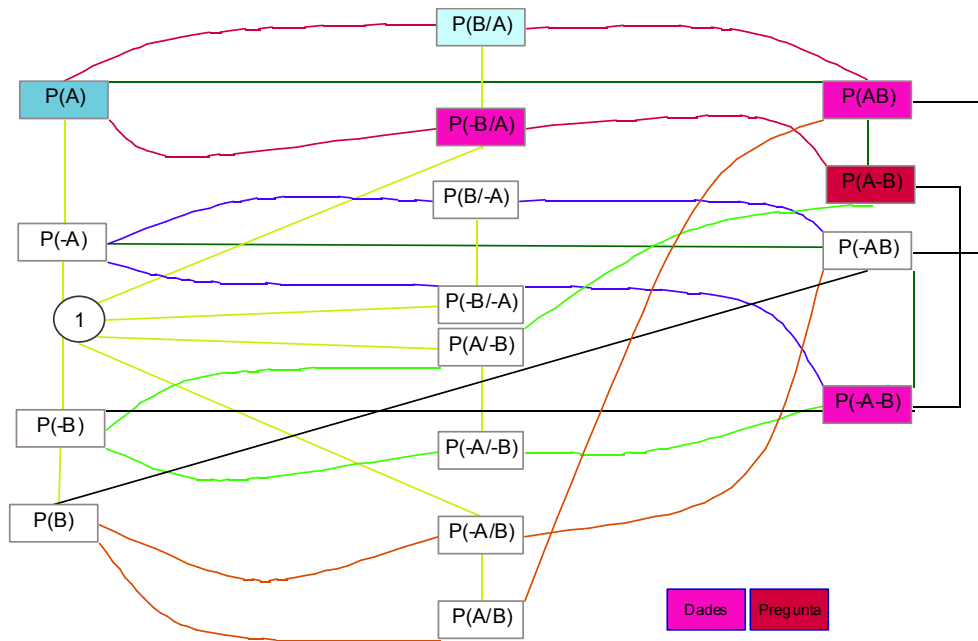 P(B/A)
P(A)
P(AB)
P(-B/A)
P(A-B)
P(B/-A)
P(-A)
P(-AB)
P(-B/-A)
1
P(A/-B)
P(-A-B)
P(-B)
P(-A/-B)
P(B)
P(-A/B)
P(A/B)
Dades
Pregunta